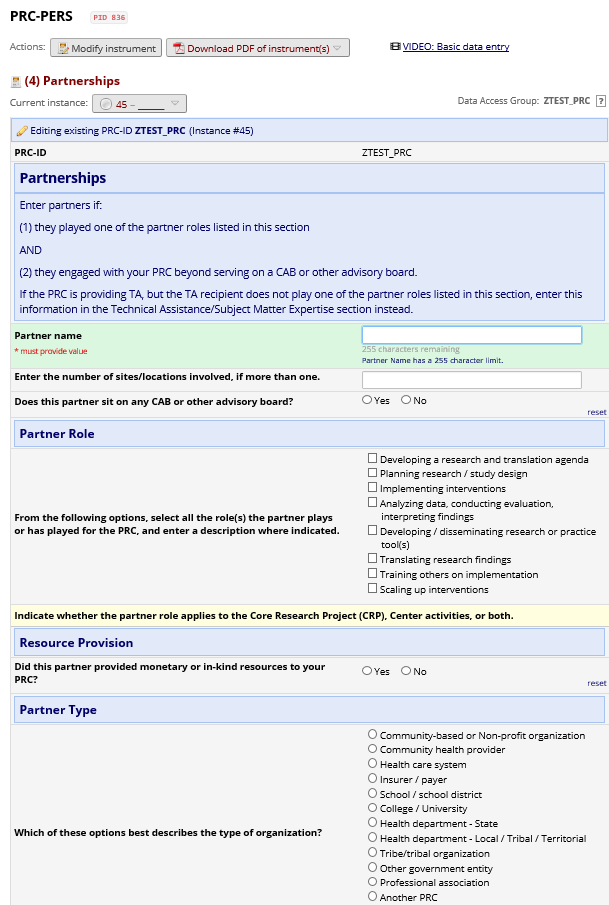 PRC-PERS PID 836
Actions: Modify instrument Download PDF of instrument(s) VIDEO: Basic data entry
(4) Partnerships
Current instance: 45 – _____ Data Access Group: ZTEST_PRC ?
Editing existing PRC-ID ZTEST_PRC (Instance #45)
PRC-ID ZTEST_PRC
Partnerships
Enter partners if:
(1) they played one of the partner roles listed in this section
AND
(2) they engaged with your PRC beyond serving on a CAB or other advisory board.
If the PRC is providing TA, but the TA recipient does not play one of the partner roles listed in this section, enter this
information in the Technical Assistance/Subject Matter Expertise section instead.
Partner name
* must provide value
255 characters remaining
Partner Name has a 255 character limit.
Enter the number of sites/locations involved, if more than one.
Does this partner sit on any CAB or other advisory board? Yes No
reset
Partner Role
From the following options, select all the role(s) the partner plays
or has played for the PRC, and enter a description where indicated.
Developing a research and translation agenda
Planning research / study design
Implementing interventions
Analyzing data, conducting evaluation,
interpreting findings
Developing / disseminating research or practice
tool(s)
Translating research findings
Training others on implementation
Scaling up interventions
Indicate whether the partner role applies to the Core Research Project (CRP), Center activities, or both.
Resource Provision
Did this partner provided monetary or in-kind resources to your
PRC?
Yes No
reset
Partner Type
Which of these options best describes the type of organization?
Community-based or Non-profit organization
Community health provider
Health care system
Insurer / payer
School / school district
College / University
Health department - State
Health department - Local / Tribal / Territorial
Tribe/tribal organization
Other government entity
Professional association
Another PRC